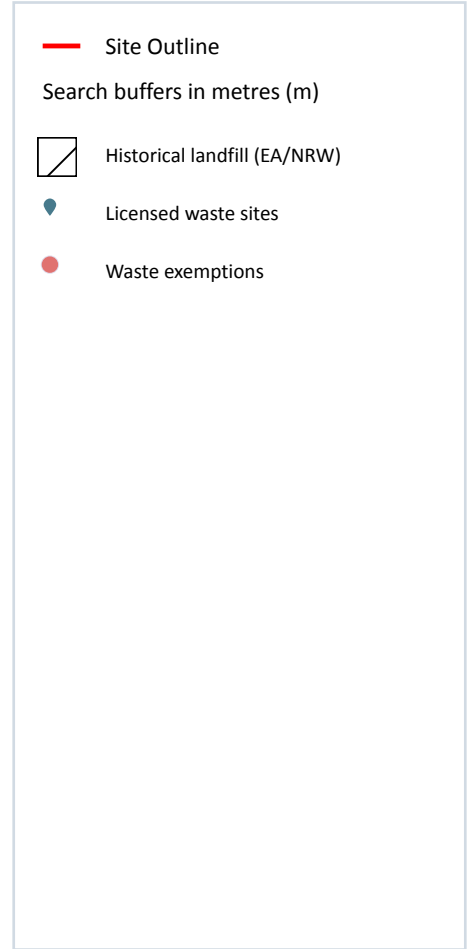 Site Outline
Search buffers in metres (m)
Historical landfill (EA/NRW)
Licensed waste sites
Waste exemptions